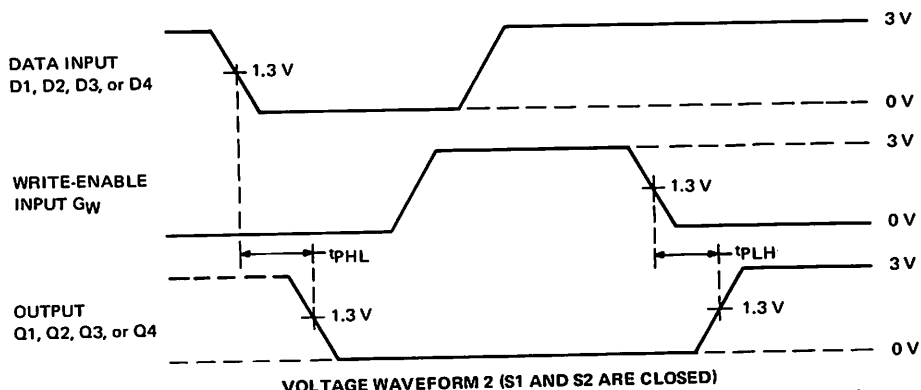 3 V
DATA INPUT
D1, D2, D3, or D4
1.3 V
0 V
3 V
WRITE-ENABLE
INPUT GW
1.3 V
0 V
tPHL
tPLH
3 V
OUTPUT
Q1, Q2, Q3, or Q4
1.3 V
1.3 V
0 V
VOLTAGE WAVEFORM 2 (S1 AND S2 ARE CLOSED)